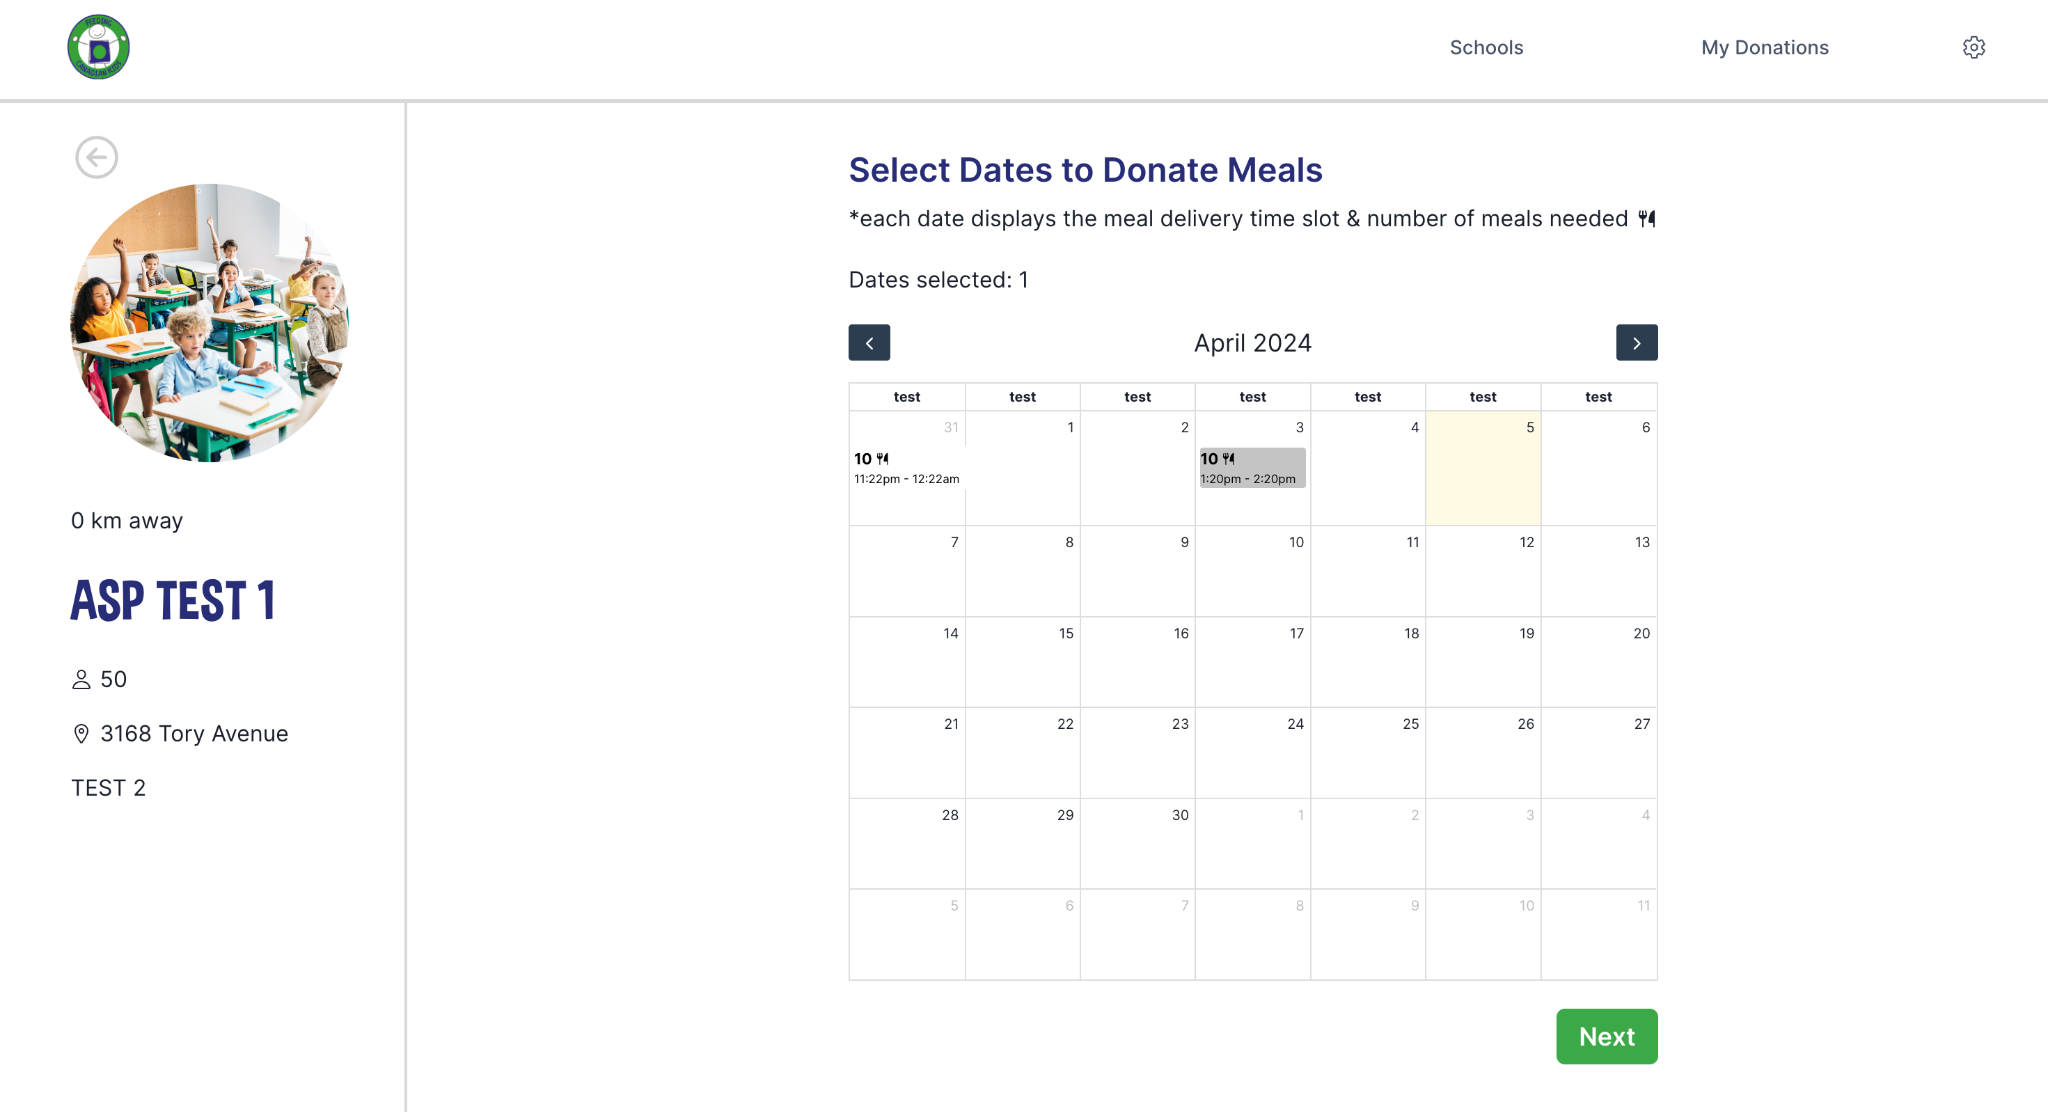 FEEDING
CANADIAN KIDS
Schools
My Donations
0 km away
ASP TEST 1
50
3168 Tory Avenue
TEST 2
Select Dates to Donate Meals
*each date displays the meal delivery time slot & number of meals needed
Dates selected: 1
April 2024
test test test test test test test
31 1 2 3 4 5 6
10 10
11:22pm - 12:22am 1:20pm - 2:20pm
7 8 9 10 11 12 13
14 15 16 17 18 19 20
21 22 23 24 25 26 27
28 29 30 1 2 3 4
5 6 7 8 9 10 11
Next